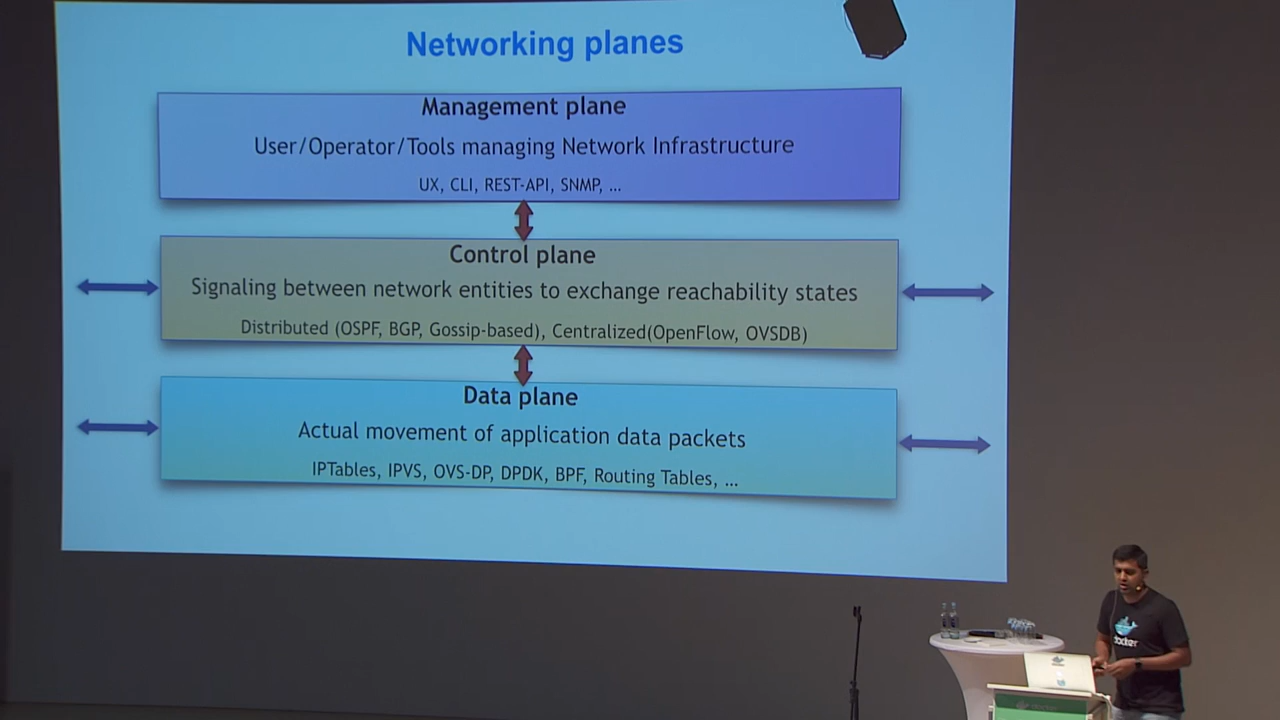 Networking planes
Management plane
User/Operator/Tools managing Network Infrastructure
UX, CLI, REST-API, SNMP, ...
Control plane
Signaling between network entities to exchange reachability states
Distributed (OSPF, BGP, Gossip-based), Centralized(OpenFlow, OVSDB)
Data plane
Actual movement of application data packets
IPTables, IPVS, OVS-DP, DPDK, BPF, Routing Tables, ...
docker
docker